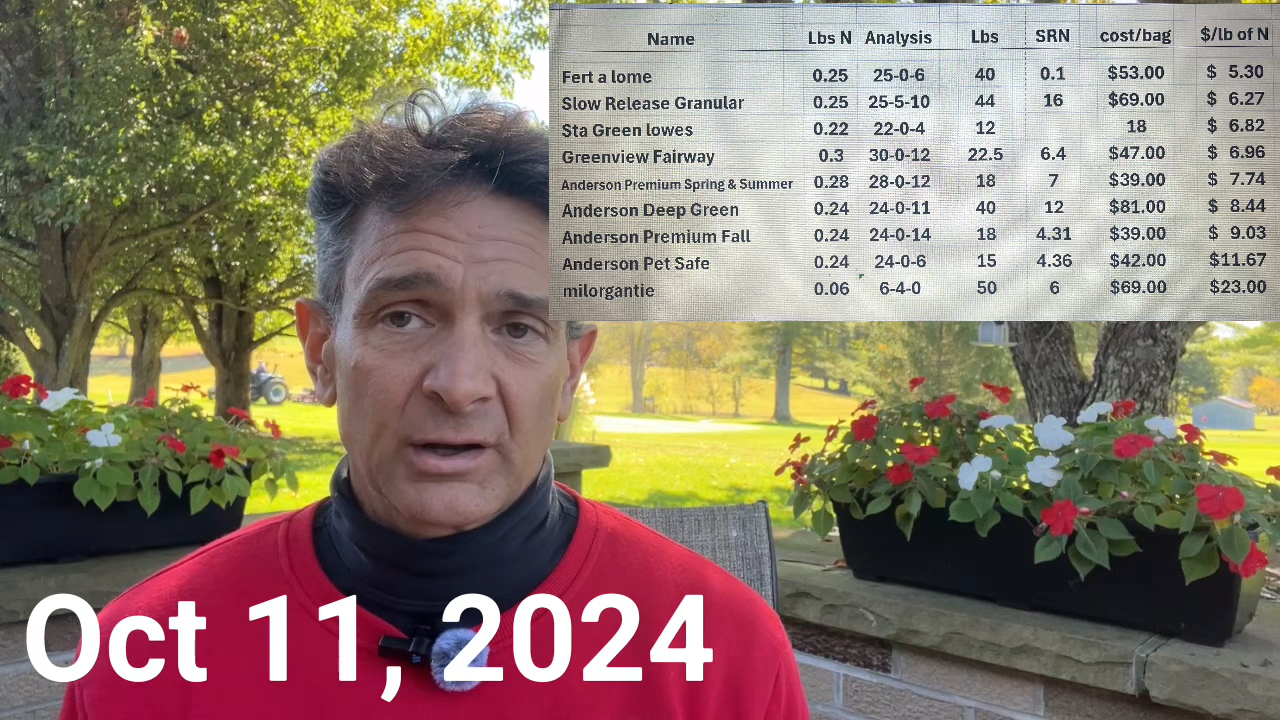 Name Lbs N Analysis Lbs SRN cost/bag $/lb of N
Fert a lome 0.25 25-0-6 40 0.1 $53.00 $ 5.30
Slow Release Granular 0.25 25-5-10 44 16 $69.00 $ 6.27
Sta Green lowes 0.22 22-0-4 12 18 $ 6.82
Greenview Fairway 0.3 30-0-12 22.5 6.4 $47.00 $ 6.96
Anderson Premium Spring & Summer 0.28 28-0-12 18 7 $39.00 $ 7.74
Anderson Deep Green 0.24 24-0-11 40 12 $81.00 $ 8.44
Anderson Premium Fall 0.24 24-0-14 18 4.31 $39.00 $ 9.03
Anderson Pet Safe 0.24 24-0-6 15 4.36 $42.00 $11.67
milorgantie 0.06 6-4-0 50 6 $69.00 $23.00
Oct 11, 2024